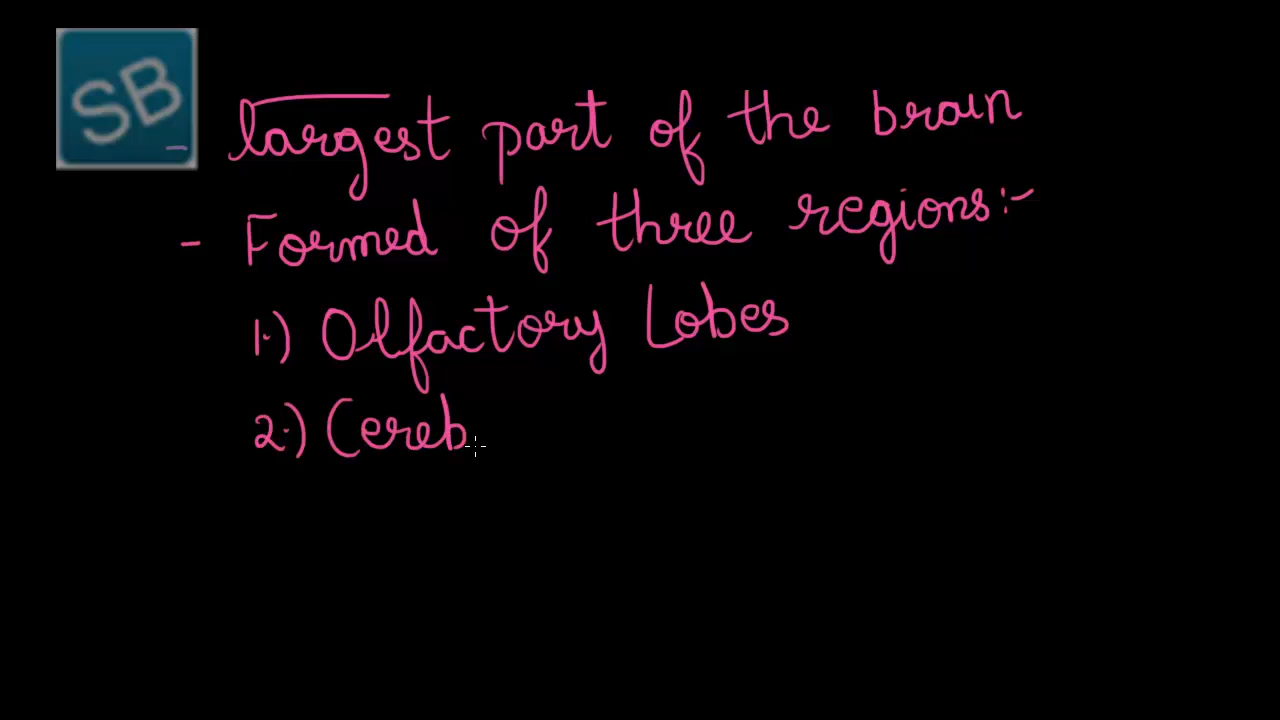 SB
- largest part of the brain
- Formed of three regions:-
1.) Olfactory Lobes
2.) Cereb